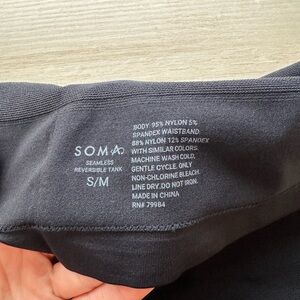 SOMA
SEAMLESS
REVERSIBLE TANK
S/M
BODY 95% NYLON 5%
SPANDEX WAISTBAND
88% NYLON 12% SPANDEX
WITH SIMILAR COLORS.
MACHINE WASH COLD,
GENTLE CYCLE. ONLY
NON-CHLORINE BLEACH.
LINE DRY. DO NOT IRON.
MADE IN CHINA
RN# 79984